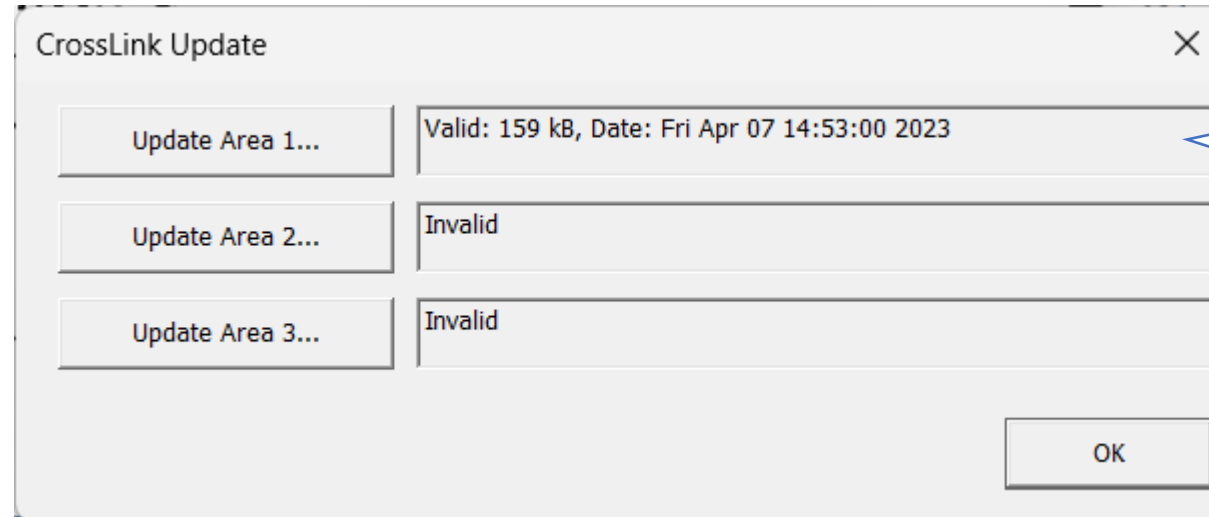 CrossLink Update
Update Area 1...
Valid: 159 kB, Date: Fri Apr 07 14:53:00 2023
Update Area 2...
Invalid
Update Area 3...
Invalid
OK